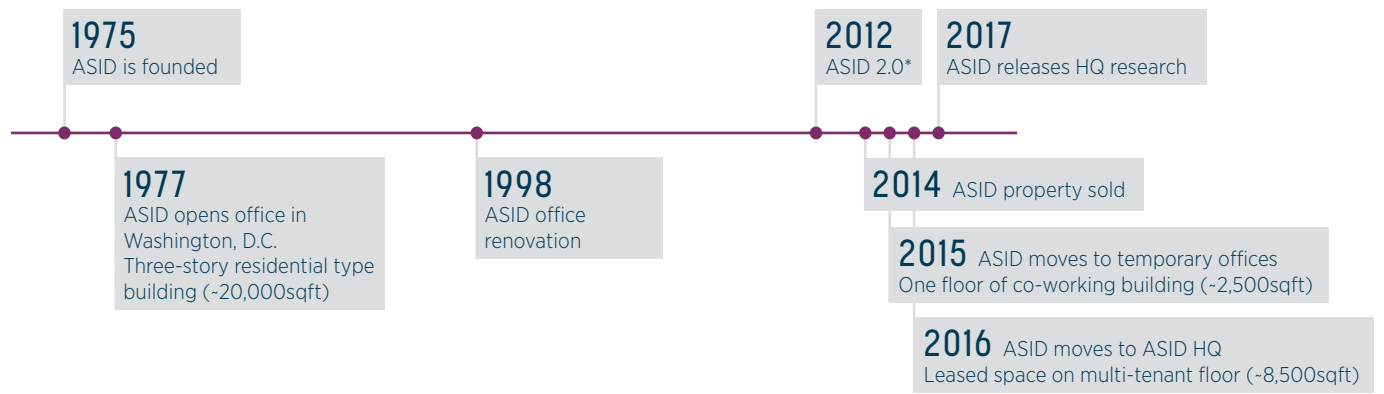 1975
ASID is founded
2012
ASID 2.0*
2017
ASID releases HQ research
1977
ASID opens office in
Washington, D.C.
Three-story residential type
building (~20,000sqft)
1998
ASID office
renovation
2014 ASID property sold
2015 ASID moves to temporary offices
One floor of co-working building (~2,500sqft)
2016 ASID moves to ASID HQ
Leased space on multi-tenant floor (~8,500sqft)